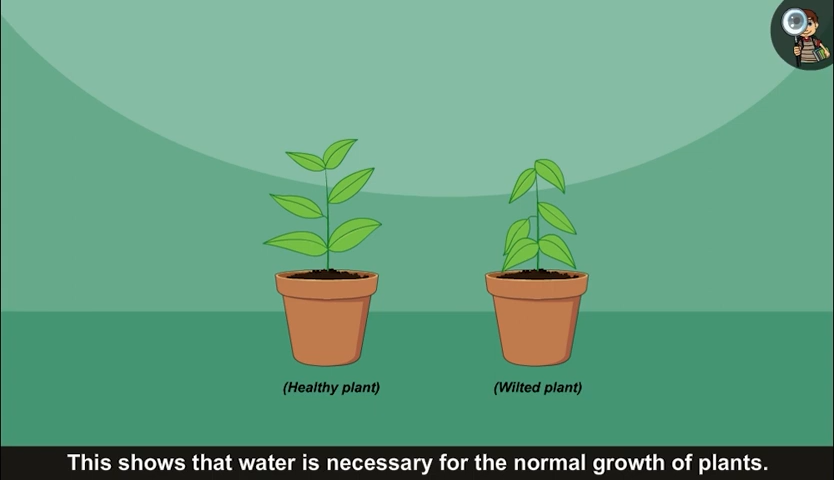 (Healthy plant) (Wilted plant)
This shows that water is necessary for the normal growth of plants.